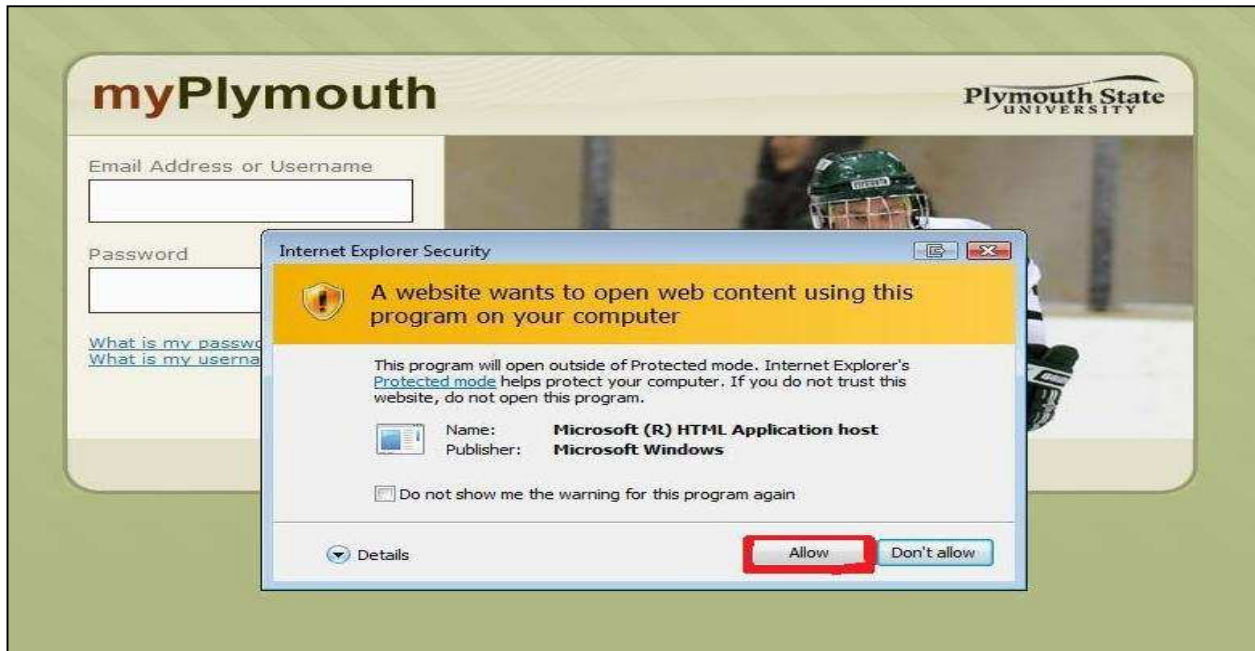 myPlymouth
Plymouth State
UNIVERSITY
Email Address or Username
Password
What is my
What is my
Internet Explorer Security
A website wants to open web content using this
program on your computer
This program will open outside of Protected mode. Internet Explorer's
Protected mode helps protect your computer. If you do not trust this
website, do not open this program.
Name: Microsoft (R) HTML Application host
Publisher: Microsoft Windows
Do not show me the warning for this program again
Details
Allow
Don't allow